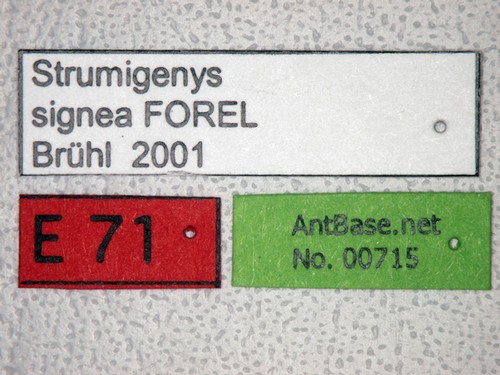 Strumigenys
signea FOREL
Brühl 2001
E 71
AntBase.net
No. 00715